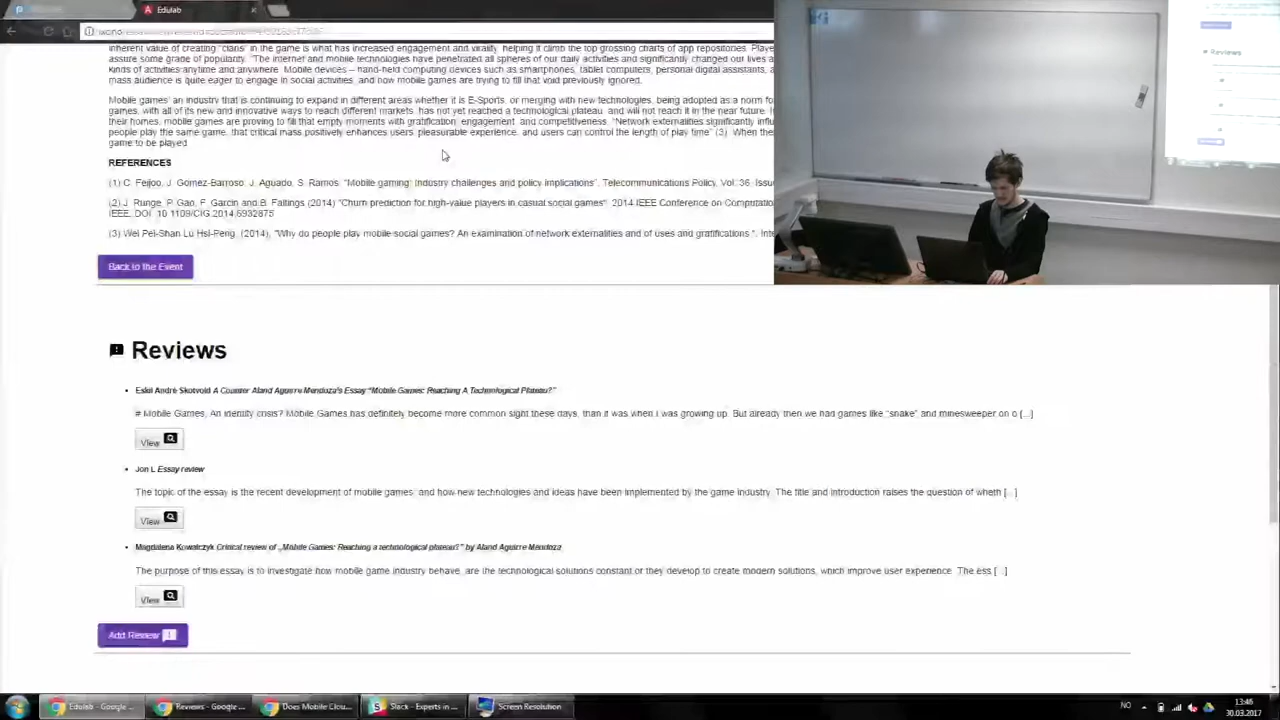 Edulab
inherent value of creating "clans" in the game is what has increased engagement and virality, helping it climb the top grossing charts of app repositories. Playe
assume some grade of popularity. "The internet and mobile technologies have penetrated all spheres of our daily activities and significantly changed our lives a
kinds of activities anytime and anywhere. Mobile devices – hand-held computing devices such as smartphones, tablet computers, personal digital assistants, a
mass audience is quite eager to engage in social activities, and how mobile games are trying to fill that void previously ignored.
Mobile games' an industry that is continuing to expand in different areas whether it is E-Sports, or merging with new technologies, being adopted as a norm fo
games, with all of its new and innovative ways to reach different markets, has not yet reached a technological plateau, and will not reach it in the near future. In
their homes, mobile games are proving to fill that empty moments with gratification, engagement, and competitiveness. "Network externalities significantly influ
people play the same game, that critical mass positively enhances users' pleasurable experience, and users can control the length of play time" (3). When the
game to be played.
REFERENCES
(1) C. Feijoo, J. Gómez-Barroso, J. Aguado, S. Ramos. "Mobile gaming: Industry challenges and policy implications". Telecommunications Policy, Vol. 36, Issue
(2) J. Runge, P. Gao, F. Garcin and B. Faltings (2014) "Churn prediction for high-value players in casual social games". 2014 IEEE Conference on Computatio
IEEE. DOI: 10.1109/CIG.2014.6932875
(3) Wei Pei-Shan Lu Hsi-Peng. (2014), "Why do people play mobile social games? An examination of network externalities and of uses and gratifications ". Inte
Back to the Event
Reviews
Eskil André Skotvold A Counter Aland Aguirre Mendoza's Essay "Mobile Games: Reaching A Technological Plateu?"
# Mobile Games, An identity crisis? Mobile Games has definitely become more common sight these days, than it was when I was growing up. But already then we had games like "snake" and minesweeper on o [...]
View
Jon L Essay review
The topic of the essay is the recent development of mobile games, and how new technologies and ideas have been implemented by the game industry. The title and introduction raises the question of wheth [...]
View
Magdalena Kowalczyk Critical review of „Mobile Games: Reaching a technological plateau?" by Aland Aguirre Mendoza
The purpose of this essay is to investigate how mobile game industry behave, are the technological solutions constant or they develop to create modern solutions, which improve user experience. The ess [...]
View
Add Review
Reviews
Edulab - Google ...
Reviews - Google ...
Does Mobile Clou...
Slack - Experts in ...
Screen Resolution
NO
13:46
30.03.2017